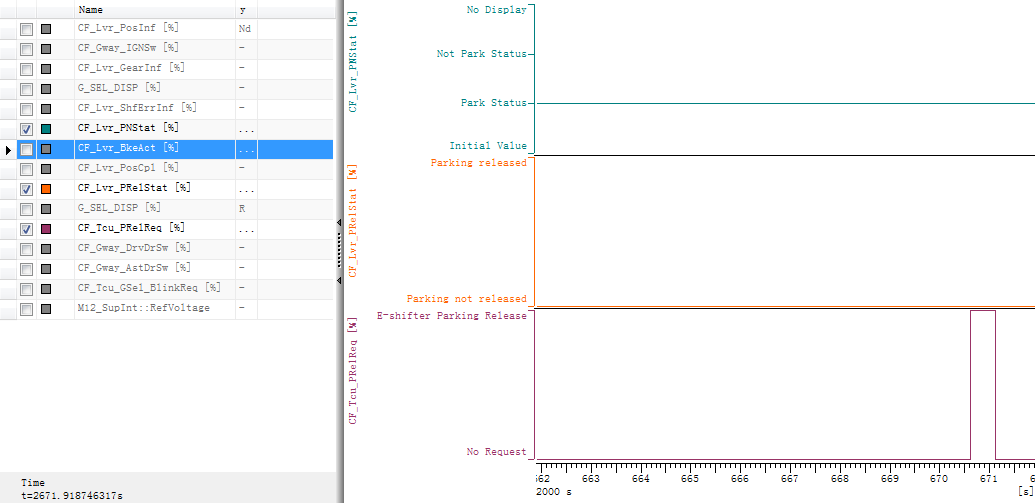 Name y
CF_Lvr_PosInf [%] Nd
CF_Gway_IGNSw [%] -
CF_Lvr_GearInf [%] -
G_SEL_DISP [%] -
CF_Lvr_ShfErrInf [%] -
CF_Lvr_PNStat [%] ...
CF_Lvr_BkeAct [%] ...
CF_Lvr_PosCpl [%] -
CF_Lvr_PRelStat [%] ...
G_SEL_DISP [%] R
CF_Tcu_PRelReq [%] ...
CF_Gway_DrvDrSw [%] -
CF_Gway_AstDrSw [%] -
CF_Tcu_GSel_BlinkReq [%] -
M12_SupInt::RefVoltage -
Time
t=2671.918746317s
CF_Lvr_PNStat [%]
No Display
Not Park Status
Park Status
Initial Value
CF_Lvr_PRelStat [%]
Parking released
Parking not released
CF_Tcu_PRelReq [%]
E-shifter Parking Release
No Request
662 663 664 665 666 667 668 669 670 671
2000 s [s]